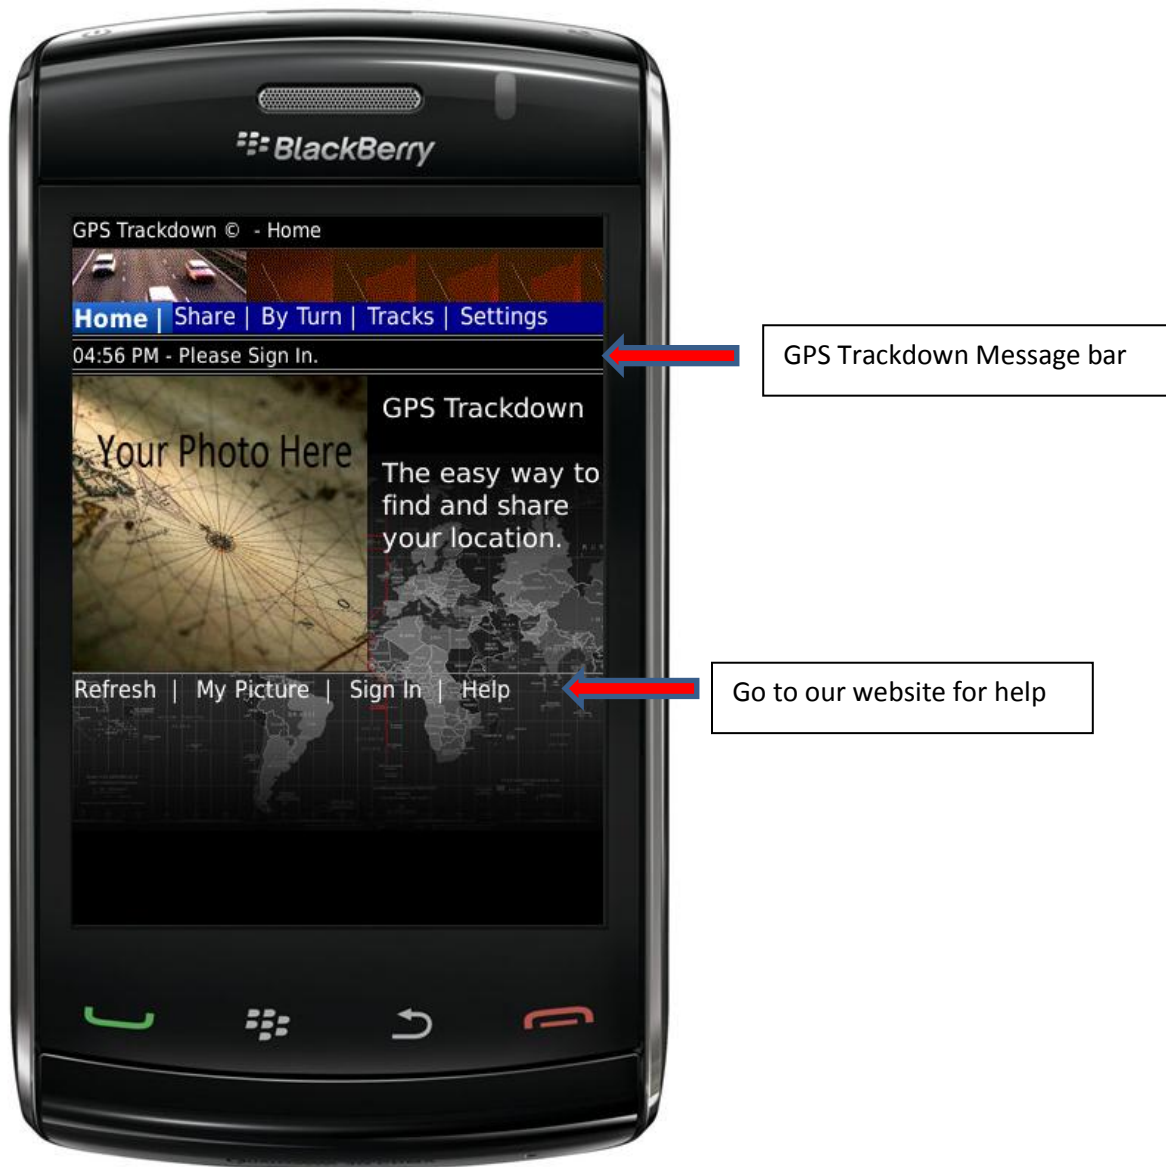 BlackBerry
GPS Trackdown © - Home
Home | Share | By Turn | Tracks | Settings
04:56 PM - Please Sign In.
GPS Trackdown Message bar
Your Photo Here
GPS Trackdown
The easy way to
find and share
your location.
Refresh | My Picture | Sign In | Help
Go to our website for help